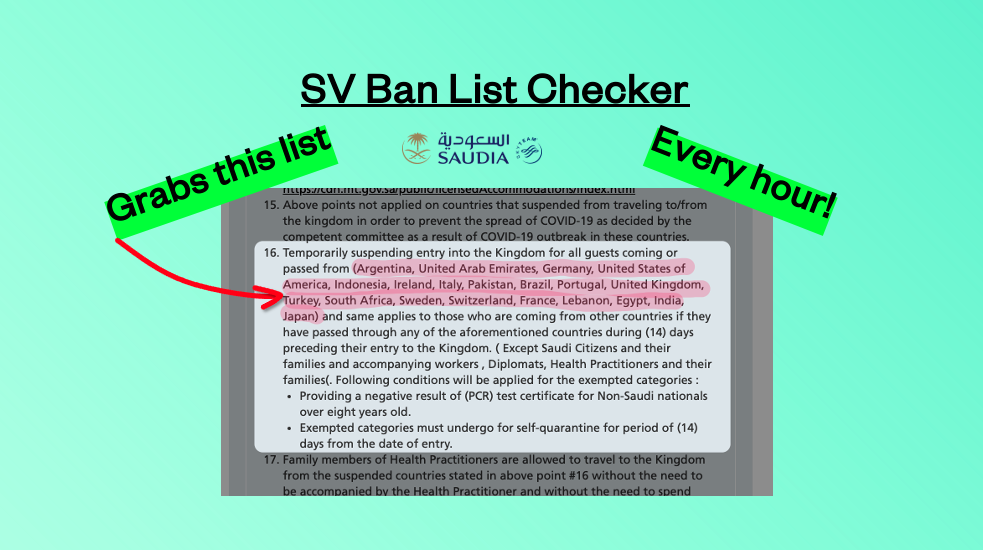 SV Ban List Checker
Grabs this list
Every hour!
السعودية
SAUDIA
SKYTEAM
https://cdn.mt.gov.sa/public/licensedAccommodations/index.html
15. Above points not applied on countries that suspended from traveling to/from
the kingdom in order to prevent the spread of COVID-19 as decided by the
competent committee as a result of COVID-19 outbreak in these countries.
16. Temporarily suspending entry into the Kingdom for all guests coming or
passed from (Argentina, United Arab Emirates, Germany, United States of
America, Indonesia, Ireland, Italy, Pakistan, Brazil, Portugal, United Kingdom,
Turkey, South Africa, Sweden, Switzerland, France, Lebanon, Egypt, India,
Japan) and same applies to those who are coming from other countries if they
have passed through any of the aforementioned countries during (14) days
preceding their entry to the Kingdom. ( Except Saudi Citizens and their
families and accompanying workers , Diplomats, Health Practitioners and their
families(. Following conditions will be applied for the exempted categories :
• Providing a negative result of (PCR) test certificate for Non-Saudi nationals
over eight years old.
• Exempted categories must undergo for self-quarantine for period of (14)
days from the date of entry.
17. Family members of Health Practitioners are allowed to travel to the Kingdom
from the suspended countries stated in above point #16 without the need to
be accompanied by the Health Practitioner and without the need to spend